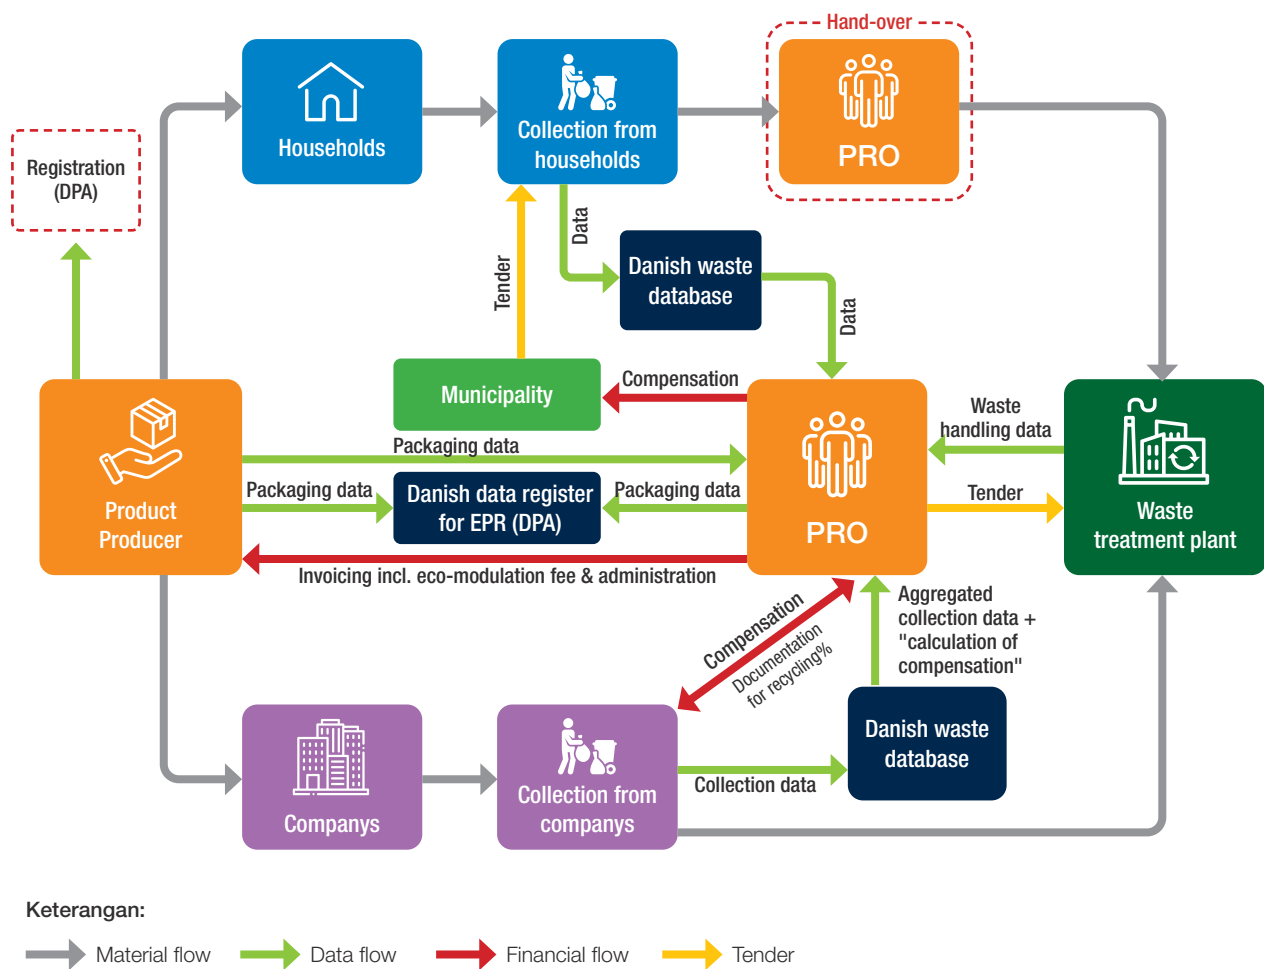 Hand-over
Households
Collection from
households
PRO
Registration
(DPA)
Data
Tender
Danish waste
database
Data
Municipality
Compensation
Packaging data
Waste
handling data
Packaging data
Danish data register
for EPR (DPA)
Packaging data
Tender
Product
Producer
PRO
Waste
treatment plant
Invoicing incl. eco-modulation fee & administration
Compensation
Documentation
for recycling%
Aggregated
collection data +
"calculation of
compensation"
Companys
Collection from
companys
Collection data
Danish waste
database
Keterangan:
Material flow
Data flow
Financial flow
Tender